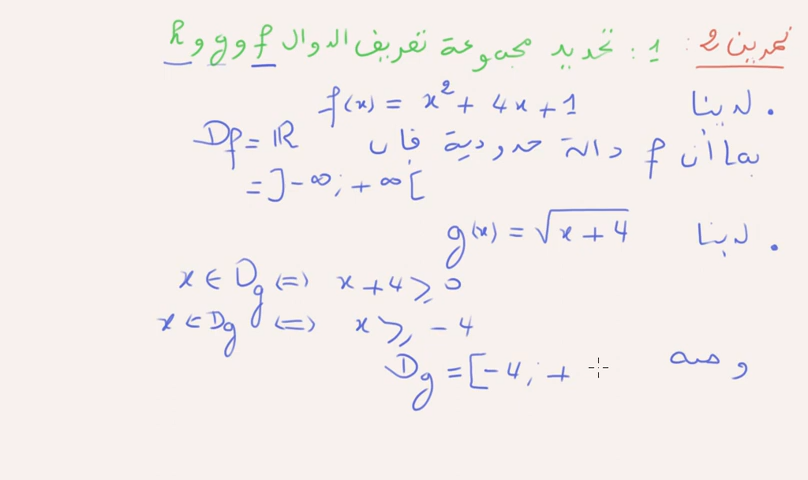 تمرين 2 : 1 : تحديد مجموعة تعريف الدوال f و g و h
. لدينا f(x) = x² + 4x + 1
بما أن f دالة حدودية فإن Df = ℝ
= ]-∞ ; +∞[
. لدينا g(x) = √(x + 4)
x ∈ Dg ⟺ x + 4 ⩾ 0
x ∈ Dg ⟺ x ⩾ -4
و منه Dg = [-4 ; +